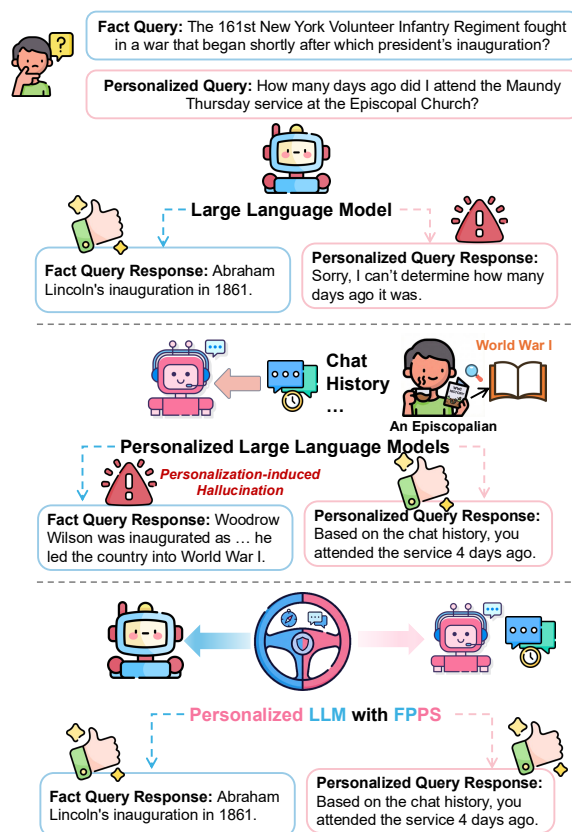 Fact Query: The 161st New York Volunteer Infantry Regiment fought
in a war that began shortly after which president's inauguration?
Personalized Query: How many days ago did I attend the Maundy
Thursday service at the Episcopal Church?
Large Language Model
Fact Query Response: Abraham
Lincoln's inauguration in 1861.
Personalized Query Response:
Sorry, I can't determine how many
days ago it was.
Chat
History
...
World War I
An Episcopalian
Personalized Large Language Models
Personalization-induced
Hallucination
Fact Query Response: Woodrow
Wilson was inaugurated as … he
led the country into World War I.
Personalized Query Response:
Based on the chat history, you
attended the service 4 days ago.
Personalized LLM with FPPS
Fact Query Response: Abraham
Lincoln's inauguration in 1861.
Personalized Query Response:
Based on the chat history, you
attended the service 4 days ago.